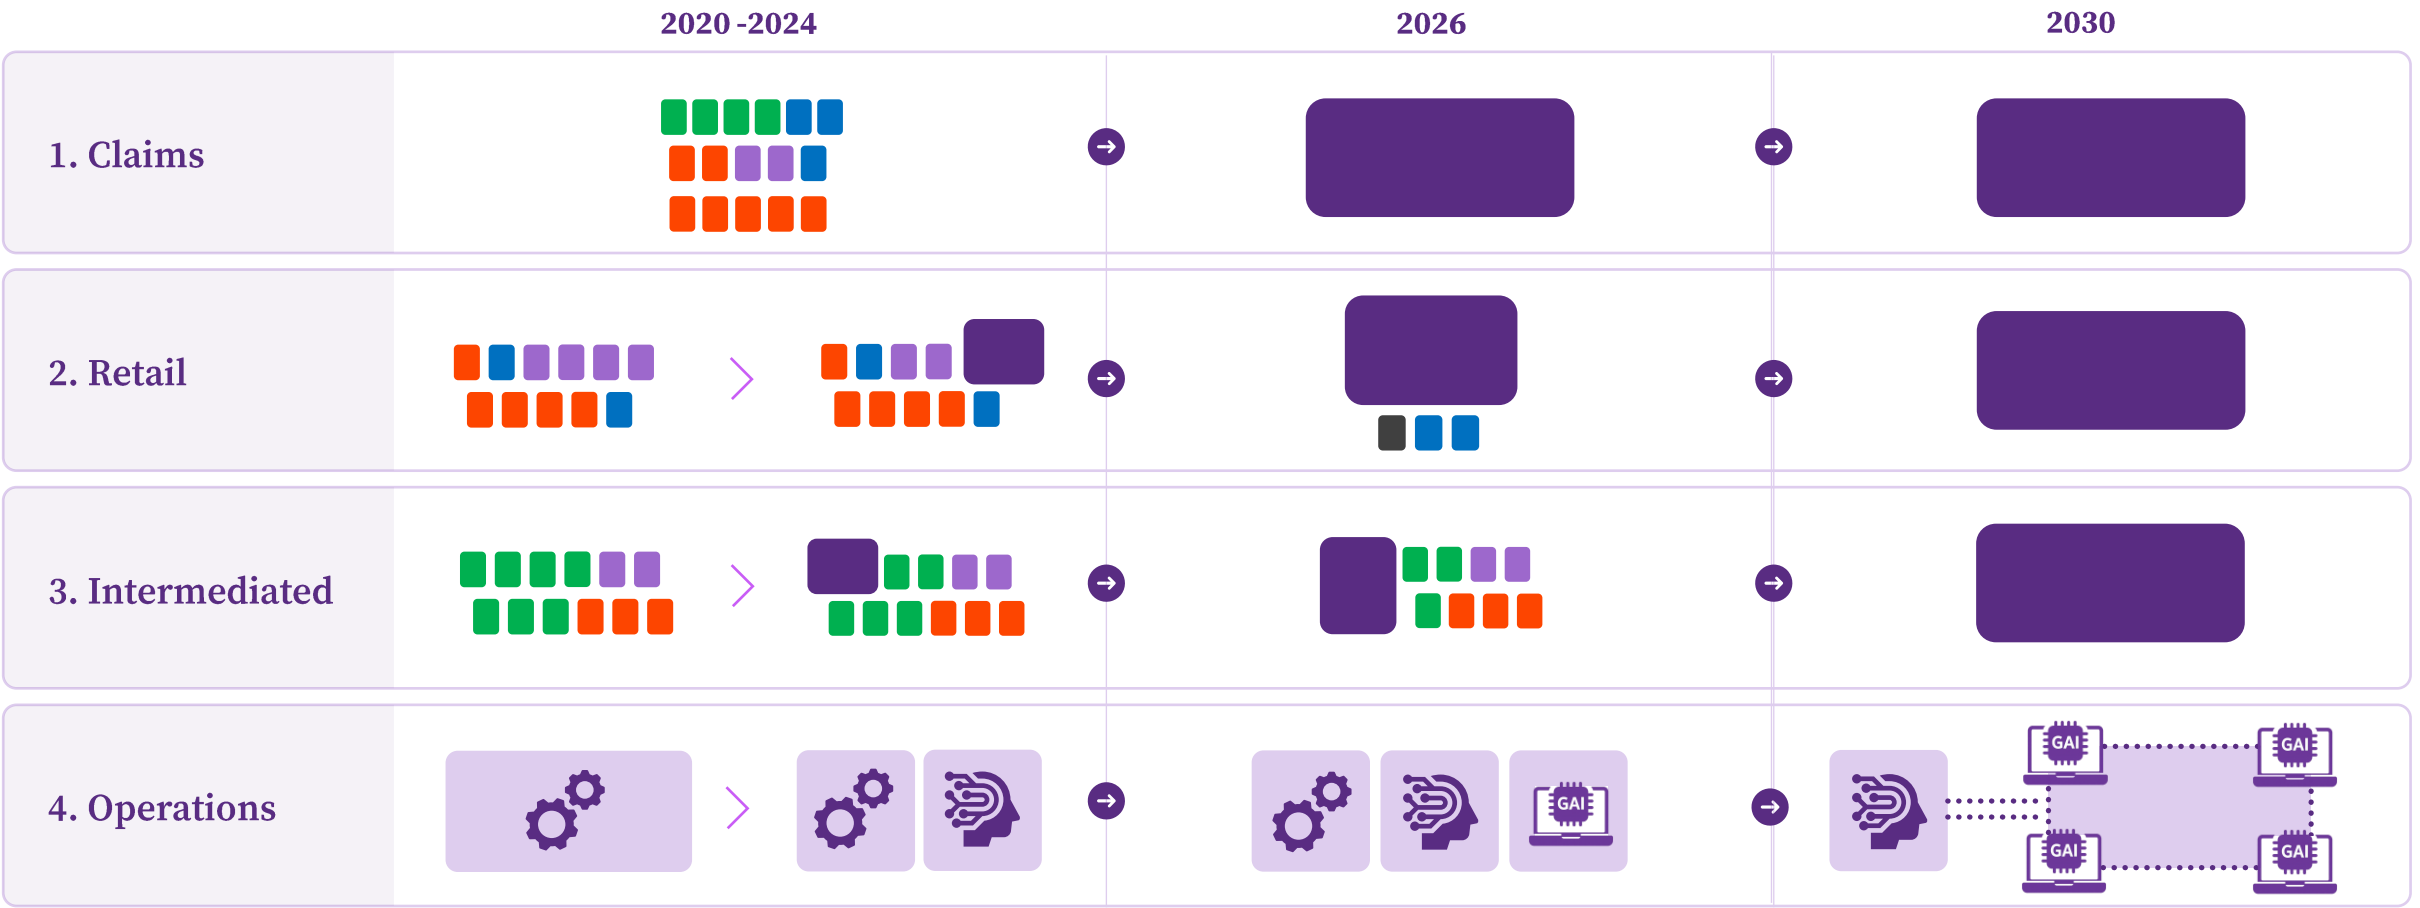 2020 -2024
2026
2030
1. Claims
2. Retail
3. Intermediated
4. Operations
GAI
GAI
GAI
GAI
GAI